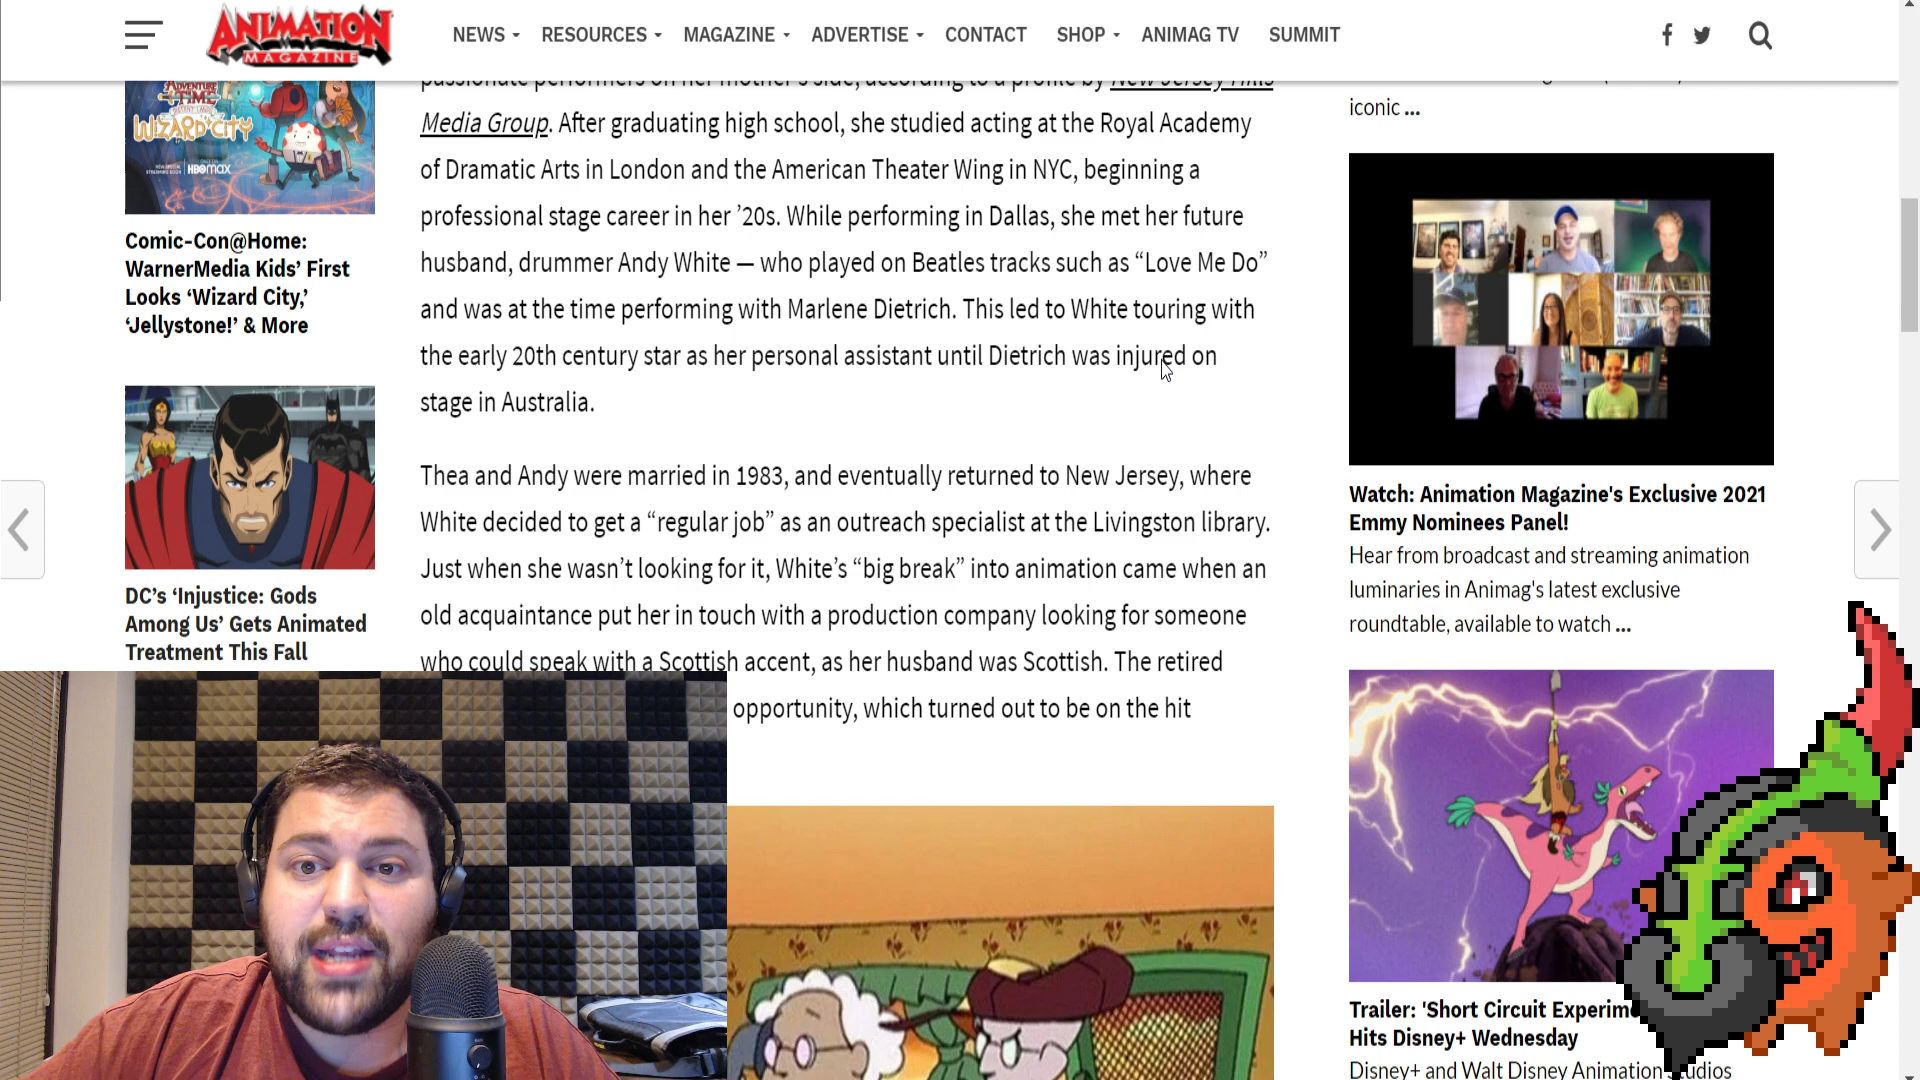 ANIMATION
MAGAZINE
NEWS
RESOURCES
MAGAZINE
ADVERTISE
CONTACT
SHOP
ANIMAG TV
SUMMIT
ADVENTURE
TIME
WIZARD CITY
HBOmax
Comic-Con@Home:
WarnerMedia Kids’ First
Looks ‘Wizard City,’
‘Jellystone!’ & More
DC’s ‘Injustice: Gods
Among Us’ Gets Animated
Treatment This Fall
passionate performers on her mother's side, according to a profile by New Jersey Hills
Media Group. After graduating high school, she studied acting at the Royal Academy
of Dramatic Arts in London and the American Theater Wing in NYC, beginning a
professional stage career in her ’20s. While performing in Dallas, she met her future
husband, drummer Andy White — who played on Beatles tracks such as “Love Me Do”
and was at the time performing with Marlene Dietrich. This led to White touring with
the early 20th century star as her personal assistant until Dietrich was injured on
stage in Australia.
Thea and Andy were married in 1983, and eventually returned to New Jersey, where
White decided to get a “regular job” as an outreach specialist at the Livingston library.
Just when she wasn’t looking for it, White’s “big break” into animation came when an
old acquaintance put her in touch with a production company looking for someone
who could speak with a Scottish accent, as her husband was Scottish. The retired
opportunity, which turned out to be on the hit
iconic ...
Watch: Animation Magazine's Exclusive 2021
Emmy Nominees Panel!
Hear from broadcast and streaming animation
luminaries in Animag's latest exclusive
roundtable, available to watch ...
Trailer: 'Short Circuit Experim
Hits Disney+ Wednesday
Disney+ and Walt Disney Animation Studios